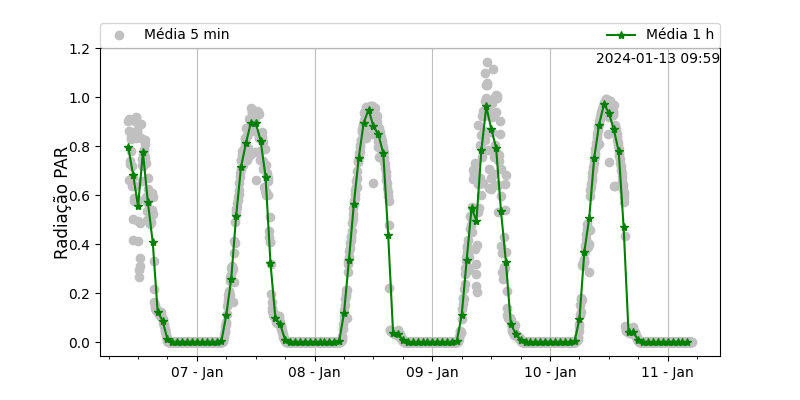 Média 5 min
Média 1 h
2024-01-13 09:59
Radiação PAR
1.2
1.0
0.8
0.6
0.4
0.2
0.0
07 - Jan
08 - Jan
09 - Jan
10 - Jan
11 - Jan